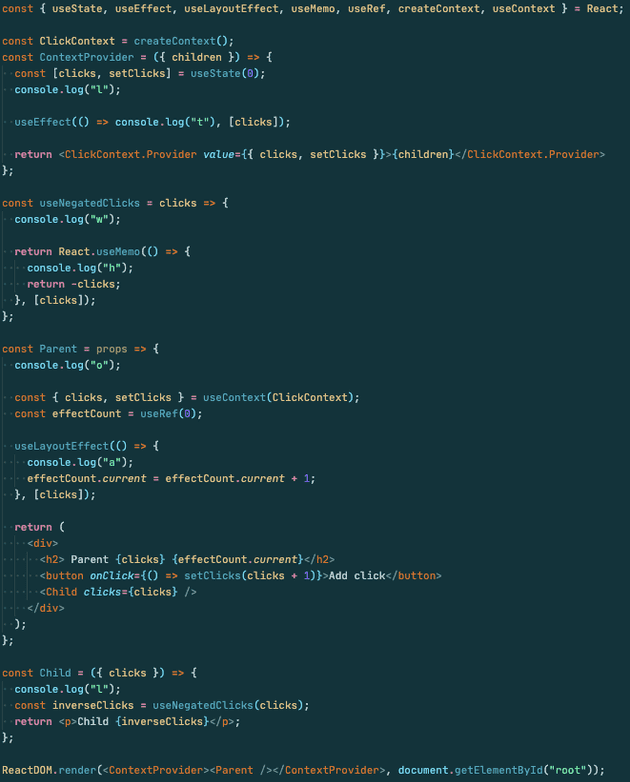 const { useState, useEffect, useLayoutEffect, useMemo, useRef, createContext, useContext } = React;
const ClickContext = createContext();
const ContextProvider = ({ children }) => {
  const [clicks, setClicks] = useState(0);
  console.log("l");
  useEffect(() => console.log("t"), [clicks]);
  return <ClickContext.Provider value={{ clicks, setClicks }}>{children}</ClickContext.Provider>
};
const useNegatedClicks = clicks => {
  console.log("w");
  return React.useMemo(() => {
    console.log("h");
    return -clicks;
  }, [clicks]);
};
const Parent = props => {
  console.log("o");
  const { clicks, setClicks } = useContext(ClickContext);
  const effectCount = useRef(0);
  useLayoutEffect(() => {
    console.log("a");
    effectCount.current = effectCount.current + 1;
  }, [clicks]);
  return (
    <div>
      <h2> Parent {clicks} {effectCount.current}</h2>
      <button onClick={() => setClicks(clicks + 1)}>Add click</button>
      <Child clicks={clicks} />
    </div>
  );
};
const Child = ({ clicks }) => {
  console.log("l");
  const inverseClicks = useNegatedClicks(clicks);
  return <p>Child {inverseClicks}</p>;
};
ReactDOM.render(<ContextProvider><Parent /></ContextProvider>, document.getElementById("root"));